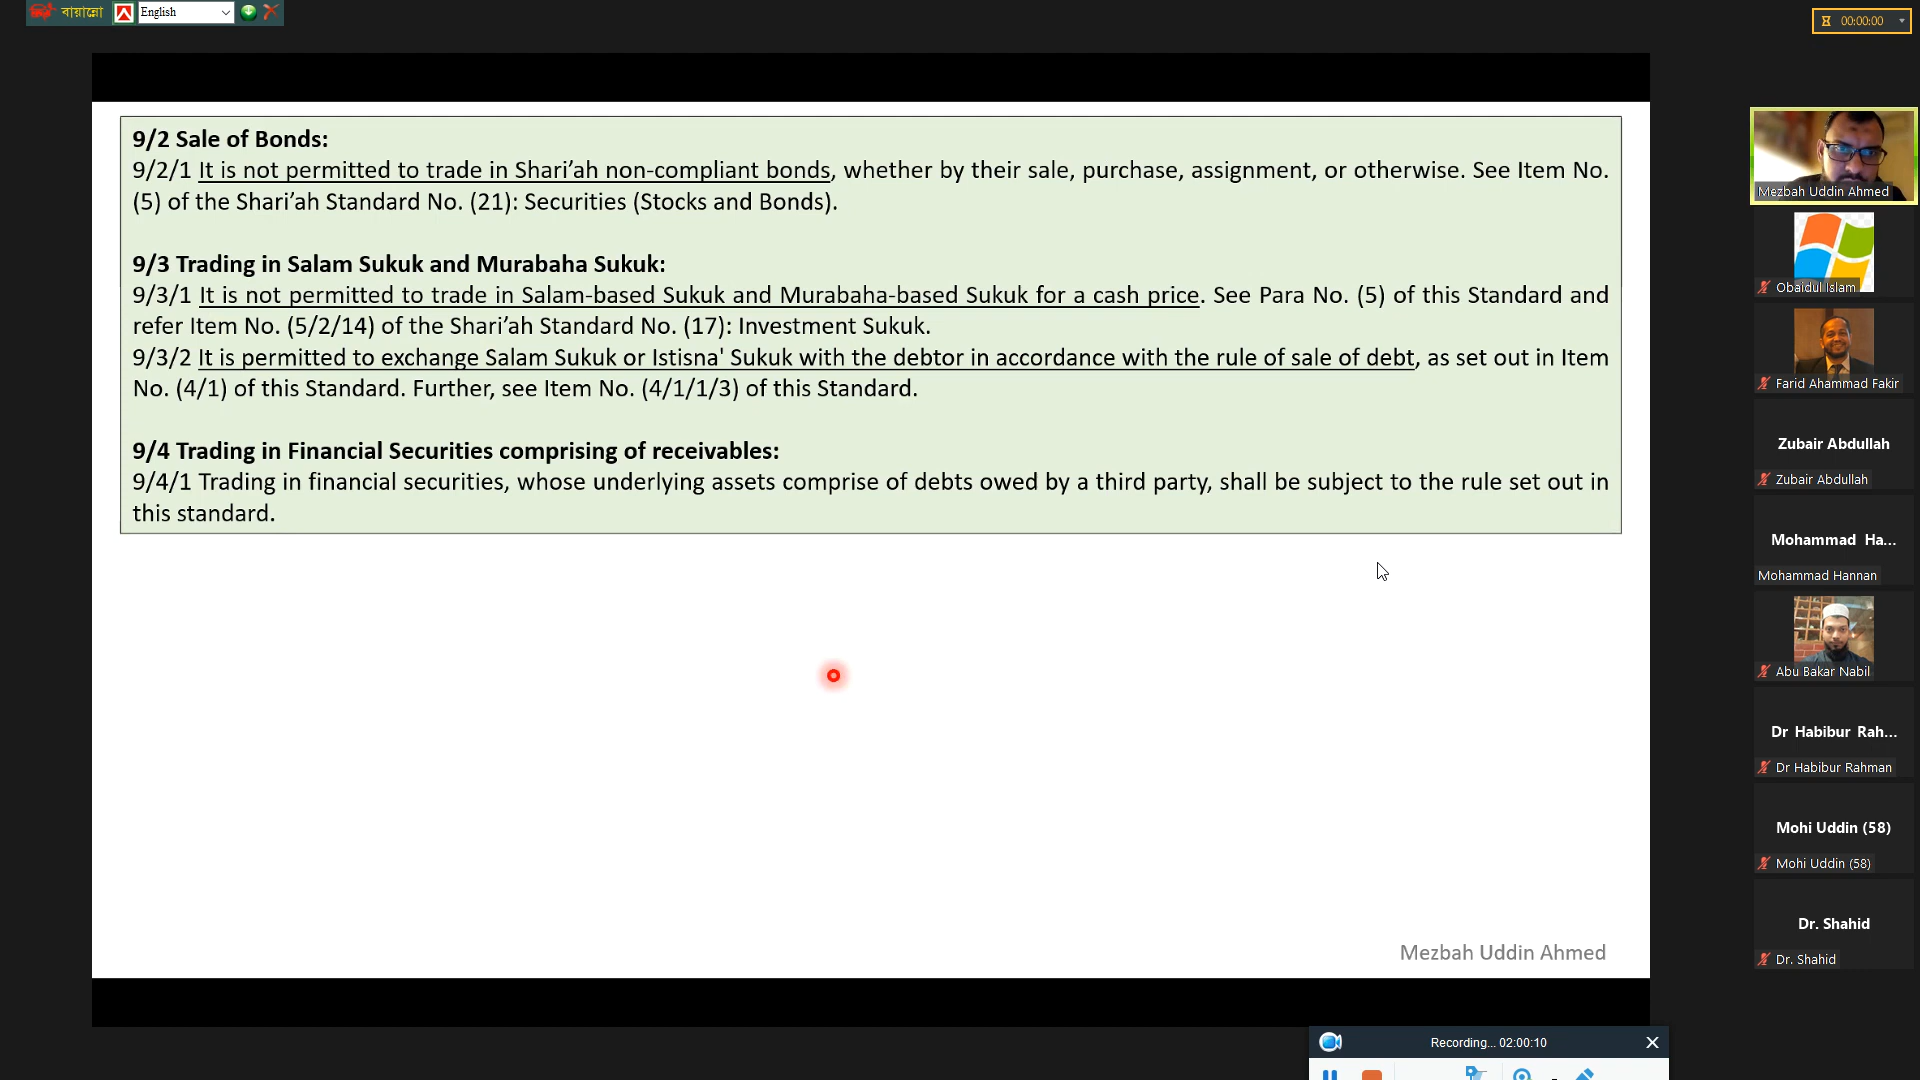 বায়ান্নো
English
00:00:00
9/2 Sale of Bonds:
9/2/1 It is not permitted to trade in Shari’ah non-compliant bonds, whether by their sale, purchase, assignment, or otherwise. See Item No.
(5) of the Shari’ah Standard No. (21): Securities (Stocks and Bonds).
9/3 Trading in Salam Sukuk and Murabaha Sukuk:
9/3/1 It is not permitted to trade in Salam-based Sukuk and Murabaha-based Sukuk for a cash price. See Para No. (5) of this Standard and
refer Item No. (5/2/14) of the Shari’ah Standard No. (17): Investment Sukuk.
9/3/2 It is permitted to exchange Salam Sukuk or Istisna' Sukuk with the debtor in accordance with the rule of sale of debt, as set out in Item
No. (4/1) of this Standard. Further, see Item No. (4/1/1/3) of this Standard.
9/4 Trading in Financial Securities comprising of receivables:
9/4/1 Trading in financial securities, whose underlying assets comprise of debts owed by a third party, shall be subject to the rule set out in
this standard.
Mezbah Uddin Ahmed
Mezbah Uddin Ahmed
Obaidul Islam
Farid Ahammad Fakir
Zubair Abdullah
Zubair Abdullah
Mohammad Ha...
Mohammad Hannan
Abu Bakar Nabil
Dr Habibur Rah...
Dr Habibur Rahman
Mohi Uddin (58)
Mohi Uddin (58)
Dr. Shahid
Dr. Shahid
Recording... 02:00:10